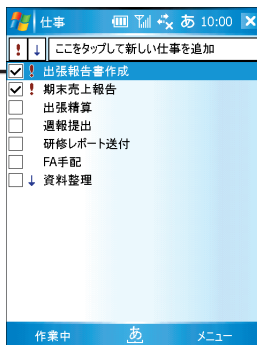 仕事 あ 10:00
! ↓ ここをタップして新しい仕事を追加
! 出張報告書作成
! 期末売上報告
出張精算
週報提出
研修レポート送付
FA手配
↓ 資料整理
作業中 あ メニュー